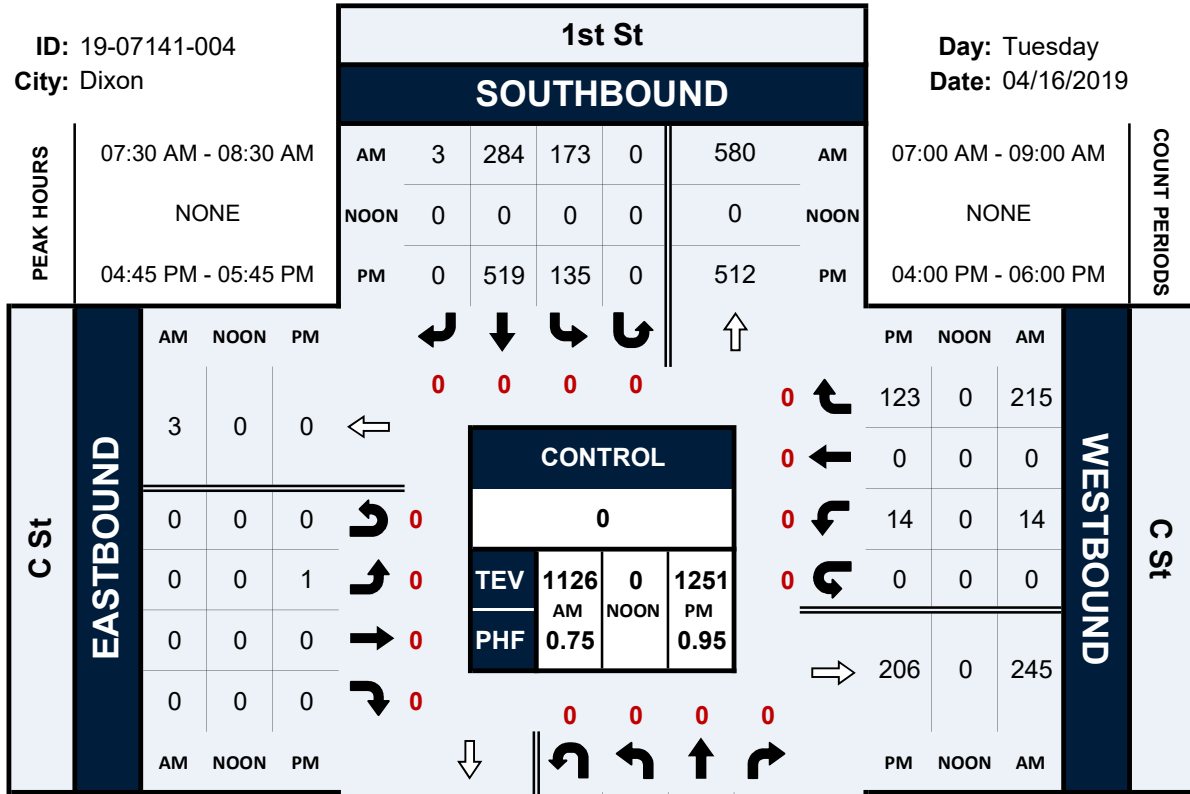 ID: 19-07141-004
City: Dixon
1st St
SOUTHBOUND
Day: Tuesday
Date: 04/16/2019
PEAK HOURS
07:30 AM - 08:30 AM
NONE
04:45 PM - 05:45 PM
AM 3 284 173 0 580 AM
NOON 0 0 0 0 0 NOON
PM 0 519 135 0 512 PM
07:00 AM - 09:00 AM
NONE
04:00 PM - 06:00 PM
COUNT PERIODS
C St
EASTBOUND
AM NOON PM
3 0 0
0 0 0 0
0 0 1 0
0 0 0 0
0 0 0 0
AM NOON PM
0 0 0 0
CONTROL
0
TEV 1126 0 1251
AM NOON PM
PHF 0.75 0.95
0 0 0 0
PM NOON AM
0 123 0 215
0 0 0 0
0 14 0 14
0 0 0 0
206 0 245
PM NOON AM
WESTBOUND
C St